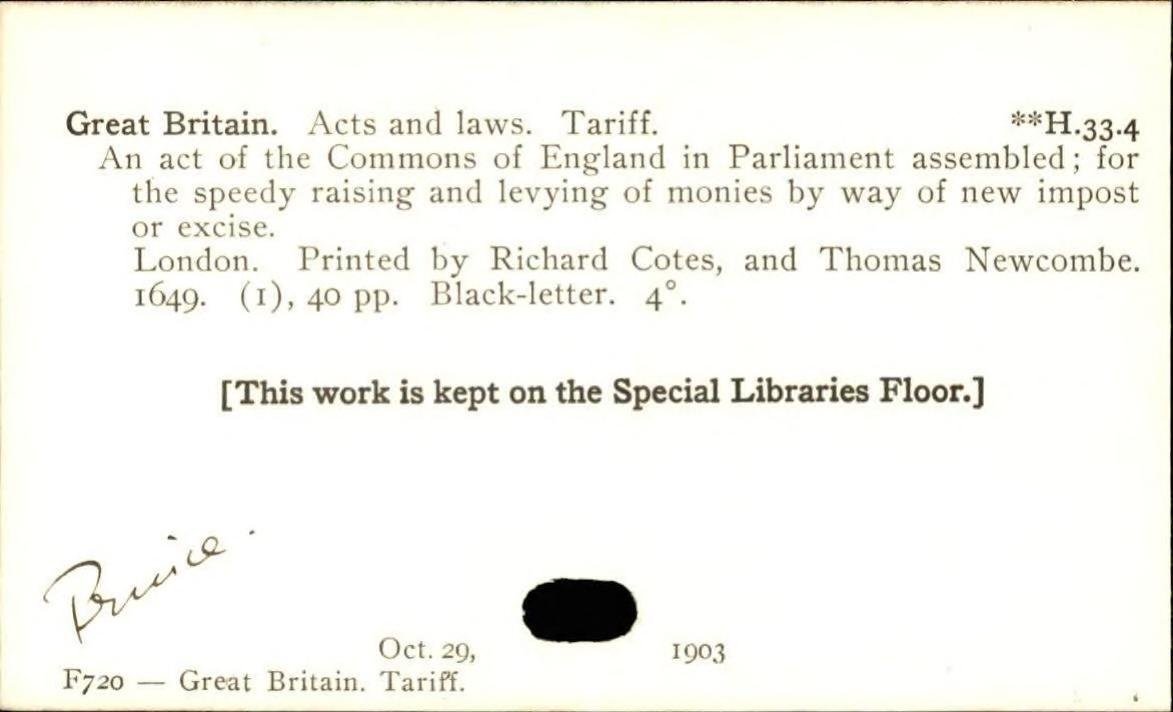 Great Britain. Acts and laws. Tariff. **H.33.4
An act of the Commons of England in Parliament assembled; for
the speedy raising and levying of monies by way of new impost
or excise.
London. Printed by Richard Cotes, and Thomas Newcombe.
1649. (1), 40 pp. Black-letter. 4°.
[This work is kept on the Special Libraries Floor.]
Oct. 29, 1903
F720 — Great Britain. Tariff.